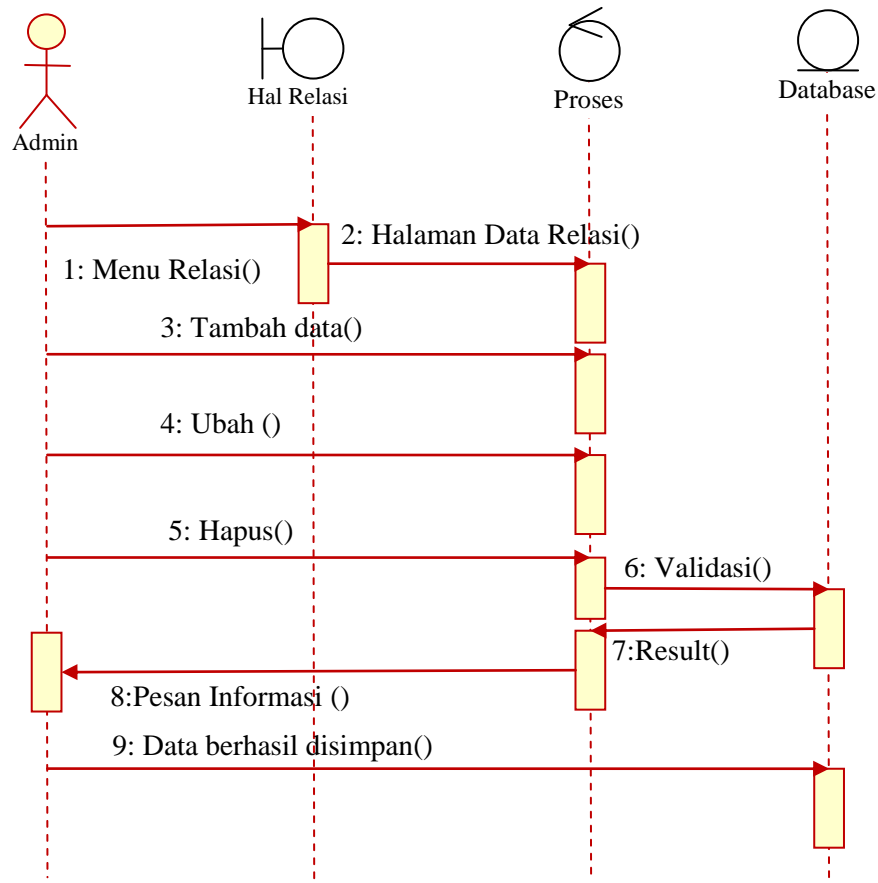 Admin
Hal Relasi
Proses
Database
1: Menu Relasi()
2: Halaman Data Relasi()
3: Tambah data()
4: Ubah ()
5: Hapus()
6: Validasi()
7:Result()
8:Pesan Informasi ()
9: Data berhasil disimpan()